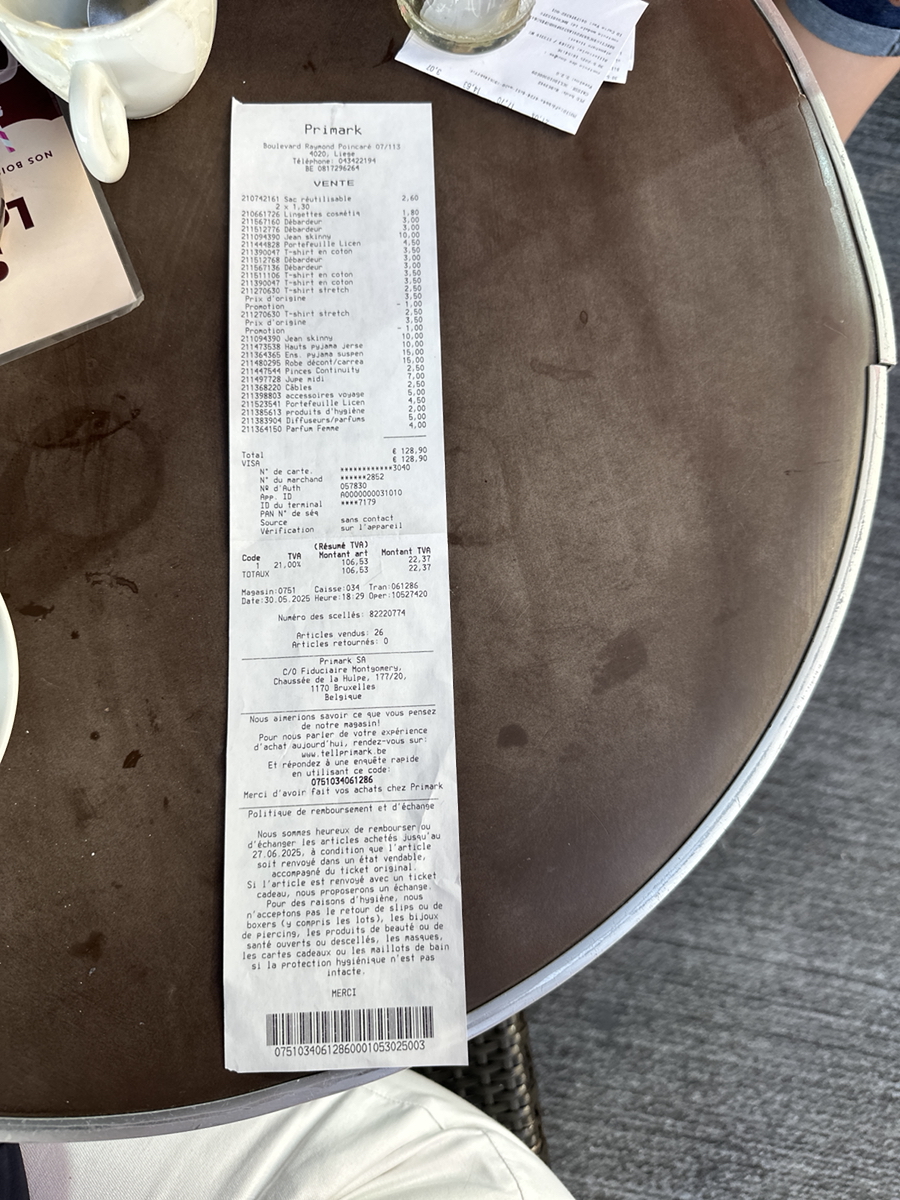 Primark
Boulevard Raymond Poincaré 07/113
4020, Liege
Téléphone: 043422194
BE 0817296264
VENTE
210742161 Sac réutilisable 2,60
2 x 1,30
210661726 Lingettes cosmétiq 1,80
211567160 Débardeur 3,00
211512776 Débardeur 3,00
211094390 Jean skinny 10,00
211444828 Portefeuille Licen 4,50
211390047 T-shirt en coton 3,50
211512768 Débardeur 3,00
211567136 Débardeur 3,00
211511106 T-shirt en coton 3,50
211390047 T-shirt en coton 3,50
211270630 T-shirt stretch 2,50
Prix d'origine 3,50
Promotion - 1,00
211270630 T-shirt stretch 2,50
Prix d'origine 3,50
Promotion - 1,00
211094390 Jean skinny 10,00
211473538 Hauts pyjama jerse 10,00
211364365 Ens. pyjama suspen 15,00
211480295 Robe décont/carrea 15,00
211447544 Pinces Continuity 2,50
211497728 Jupe midi 7,00
211368220 Câbles 2,50
211398803 accessoires voyage 5,00
211523541 Portefeuille Licen 4,50
211385613 produits d'hygiène 2,00
211383904 Diffuseurs/parfums 5,00
211364150 Parfum Femme 4,00
Total € 128,90
VISA € 128,90
N° de carte. ************3040
N° du marchand ******2852
Nº d'Auth 057830
App. ID A0000000031010
ID du terminal ****7179
PAN N° de séq
Source sans contact
Vérification sur l'appareil
(Résumé TVA)
Code TVA Montant art Montant TVA
1 21,00% 106,53 22,37
TOTAUX 106,53 22,37
Magasin:0751 Caisse:034 Tran:061286
Date:30.05.2025 Heure:18:29 Oper:10527420
Numéro des scellés: 82220774
Articles vendus: 26
Articles retournés: 0
Primark SA
C/O Fiduciaire Montgomery,
Chaussée de la Hulpe, 177/20,
1170 Bruxelles
Belgique
Nous aimerions savoir ce que vous pensez
de notre magasin!
Pour nous parler de votre expérience
d'achat aujourd'hui, rendez-vous sur:
www.tellprimark.be
Et répondez à une enquête rapide
en utilisant ce code:
0751034061286
Merci d'avoir fait vos achats chez Primark
Politique de remboursement et d'échange
Nous sommes heureux de rembourser ou
d'échanger les articles achetés jusqu'au
27.06.2025, à condition que l'article
soit renvoyé dans un état vendable,
accompagné du ticket original.
Si l'article est renvoyé avec un ticket
cadeau, nous proposerons un échange.
Pour des raisons d'hygiène, nous
n'acceptons pas le retour de slips ou de
boxers (y compris les lots), les bijoux
de piercing, les produits de beauté ou de
santé ouverts ou descellés, les masques,
les cartes cadeaux ou les maillots de bain
si la protection hygiénique n'est pas
intacte.
MERCI
0751034061286000105302​5003
NOS BOI